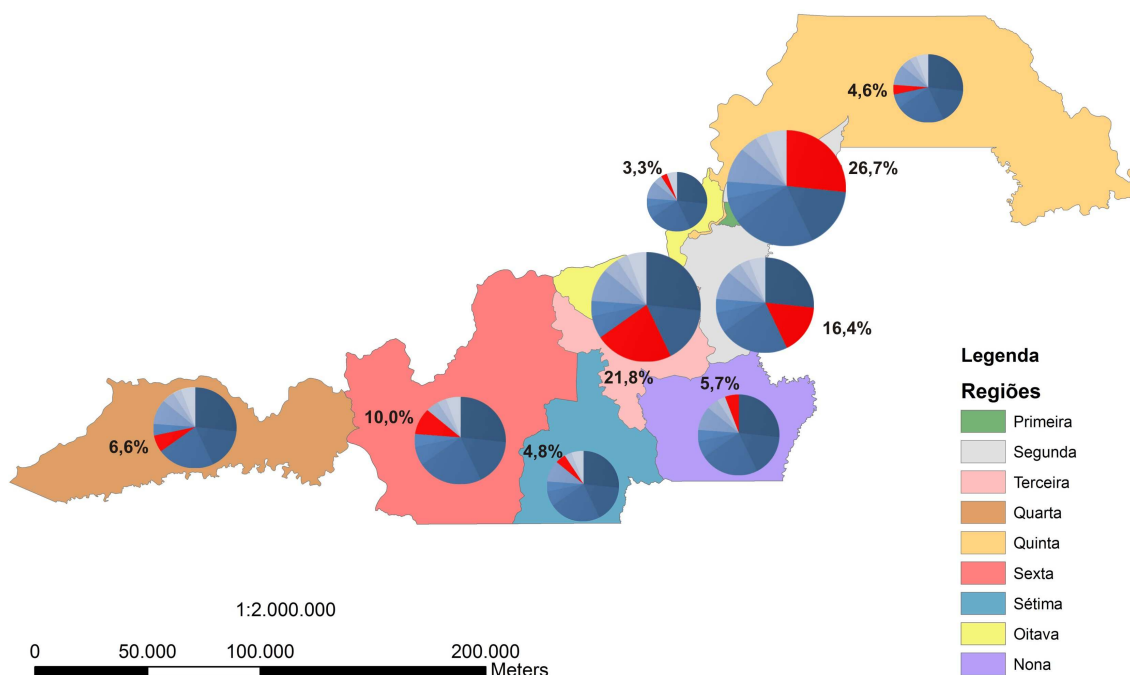 4,6%
26,7%
3,3%
16,4%
21,8%
5,7%
10,0%
4,8%
6,6%
Legenda
Regiões
Primeira
Segunda
Terceira
Quarta
Quinta
Sexta
Sétima
Oitava
Nona
1:2.000.000
0 50.000 100.000 200.000
Meters